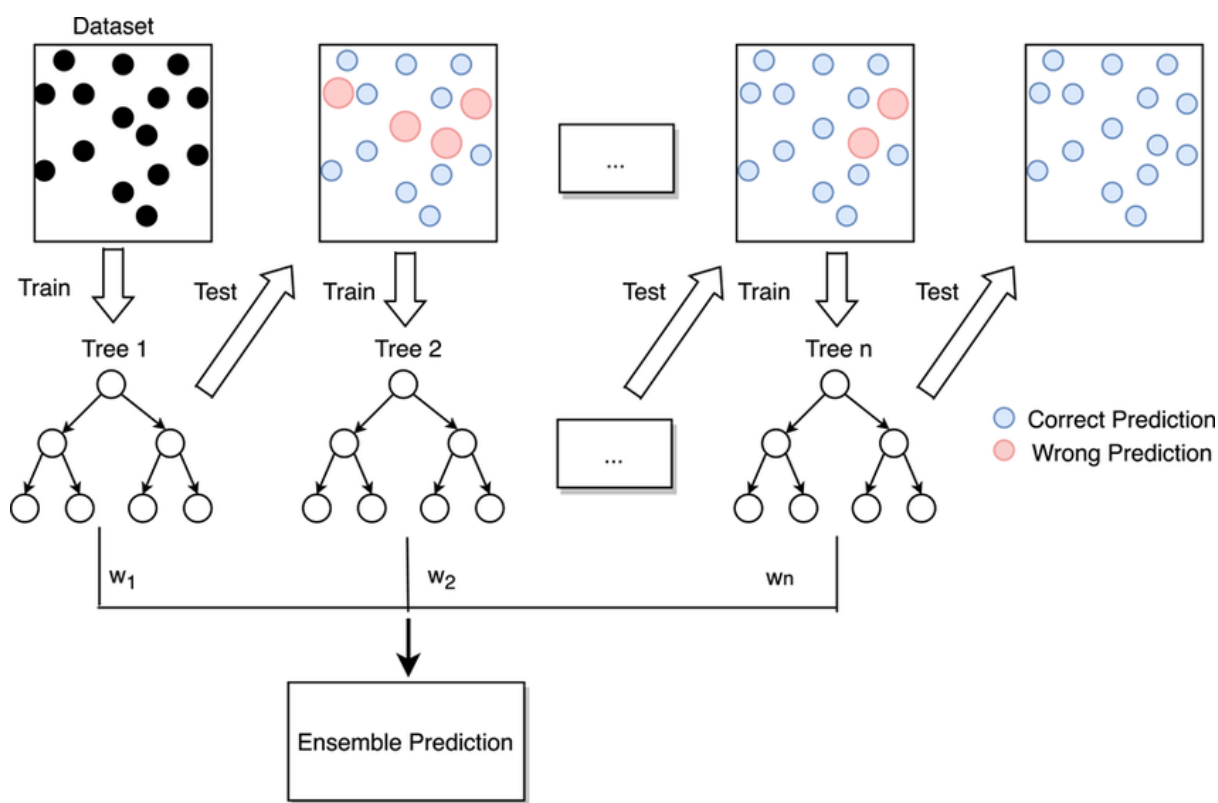 Dataset
...
Train
Test
Train
Test
Train
Test
Tree 1
Tree 2
Tree n
Correct Prediction
Wrong Prediction
...
w1
w2
wn
Ensemble Prediction